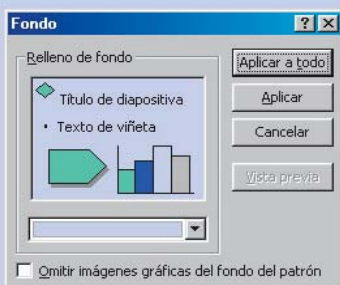 Fondo
Relleno de fondo
Título de diapositiva
• Texto de viñeta
Aplicar a todo
Aplicar
Cancelar
Vista previa
Omitir imágenes gráficas del fondo del patrón